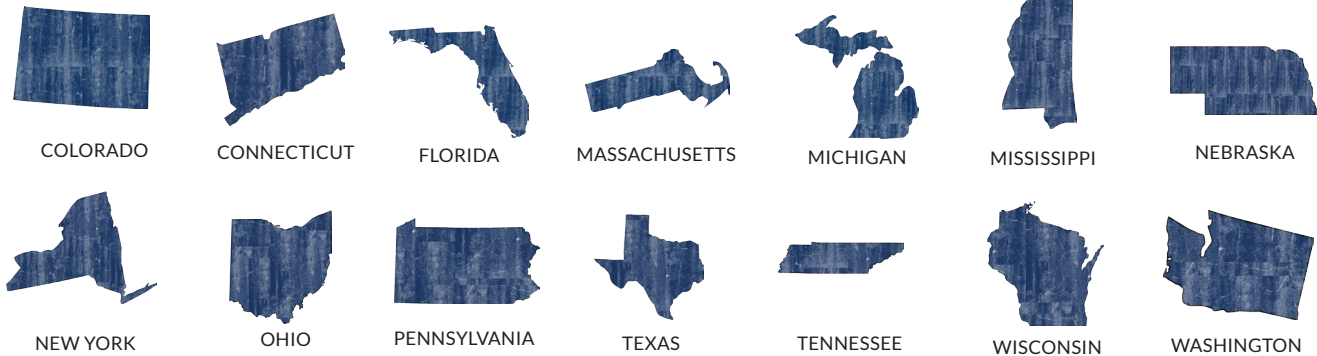 COLORADO
CONNECTICUT
FLORIDA
MASSACHUSETTS
MICHIGAN
MISSISSIPPI
NEBRASKA
NEW YORK
OHIO
PENNSYLVANIA
TEXAS
TENNESSEE
WISCONSIN
WASHINGTON